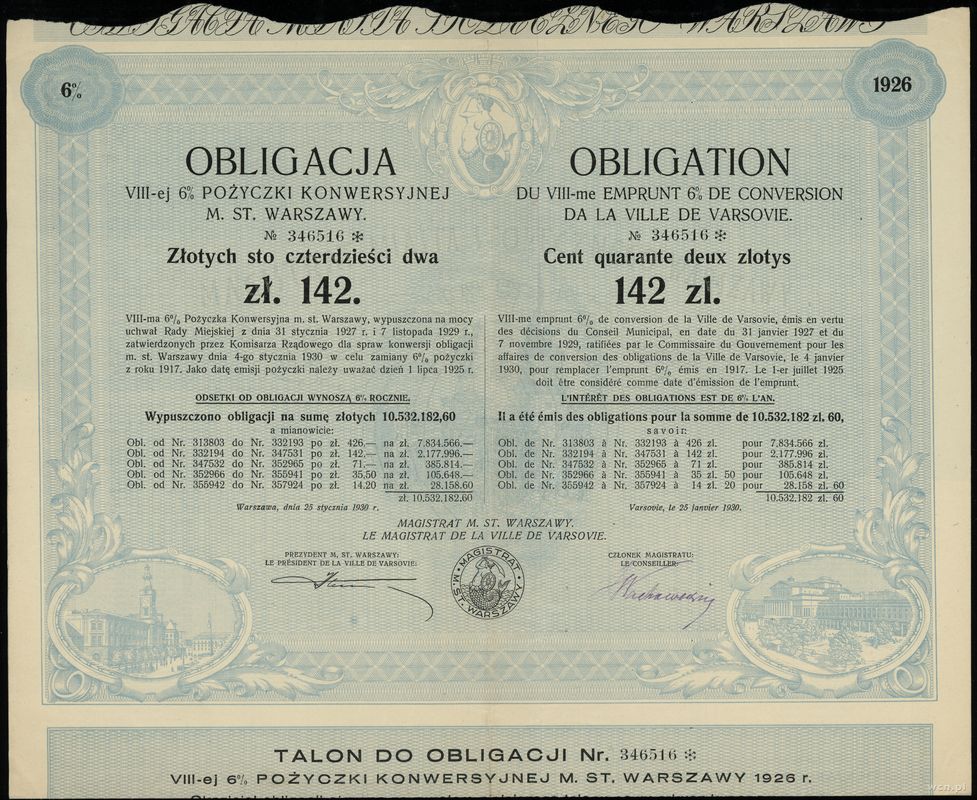 6%
1926
OBLIGACJA
VIII-ej 6% POŻYCZKI KONWERSYJNEJ
M. ST. WARSZAWY.
№ 346516 ✻
Złotych sto czterdzieści dwa
zł. 142.
VIII-ma 6% Pożyczka Konwersyjna m. st. Warszawy, wypuszczona na mocy
uchwał Rady Miejskiej z dnia 31 stycznia 1927 r. i 7 listopada 1929 r.,
zatwierdzonych przez Komisarza Rządowego dla spraw konwersji obligacji
m. st. Warszawy dnia 4-go stycznia 1930 w celu zamiany 6% pożyczki
z roku 1917. Jako datę emisji pożyczki należy uważać dzień 1 lipca 1925 r.
ODSETKI OD OBLIGACJI WYNOSZĄ 6% ROCZNIE.
Wypuszczono obligacji na sumę złotych 10.532.182,60
a mianowicie:
Obl. od Nr. 313803 do Nr. 332193 po zł. 426.— na zł. 7.834.566.—
Obl. od Nr. 332194 do Nr. 347531 po zł. 142.— na zł. 2.177.996.—
Obl. od Nr. 347532 do Nr. 352965 po zł. 71.— na zł. 385.814.—
Obl. od Nr. 352966 do Nr. 355941 po zł. 35,50 na zł. 105.648.—
Obl. od Nr. 355942 do Nr. 357924 po zł. 14.20 na zł. 28.158.60
zł. 10.532.182.60
Warszawa, dnia 25 stycznia 1930 r.
OBLIGATION
DU VIII-me EMPRUNT 6% DE CONVERSION
DA LA VILLE DE VARSOVIE.
№ 346516 ✻
Cent quarante deux zlotys
142 zl.
VIII-me emprunt 6% de conversion de la Ville de Varsovie, émis en vertu
des décisions du Conseil Municipal, en date du 31 janvier 1927 et du
7 novembre 1929, ratifiées par le Commissaire du Gouvernement pour les
affaires de conversion des obligations de la Ville de Varsovie, le 4 janvier
1930, pour remplacer l'emprunt 6% émis en 1917. Le 1-er juillet 1925
doit être considéré comme date d'émission de l'emprunt.
L'INTÉRÊT DES OBLIGATIONS EST DE 6% L'AN.
Il a été émis des obligations pour la somme de 10.532.182 zl. 60,
savoir:
Obl. de Nr. 313803 à Nr. 332193 à 426 zl. pour 7.834.566 zl.
Obl. de Nr. 332194 à Nr. 347531 à 142 zl. pour 2.177.996 zl.
Obl. de Nr. 347532 à Nr. 352965 à 71 zl. pour 385.814 zl.
Obl. de Nr. 352966 à Nr. 355941 à 35 zl. 50 pour 105.648 zl.
Obl. de Nr. 355942 à Nr. 357924 à 14 zl. 20 pour 28.158 zl. 60
10.532.182 zl. 60
Varsovie, le 25 janvier 1930.
MAGISTRAT M. ST. WARSZAWY.
LE MAGISTRAT DE LA VILLE DE VARSOVIE.
PREZYDENT M. ST. WARSZAWY:
LE PRÉSIDENT DE LA VILLE DE VARSOVIE:
MAGISTRAT
M. ST. WARSZAWY
CZŁONEK MAGISTRATU:
LE CONSEILLER:
TALON DO OBLIGACJI Nr. 346516 ✻
VIII-ej 6% POŻYCZKI KONWERSYJNEJ M. ST. WARSZAWY 1926 r.
wcn.pl